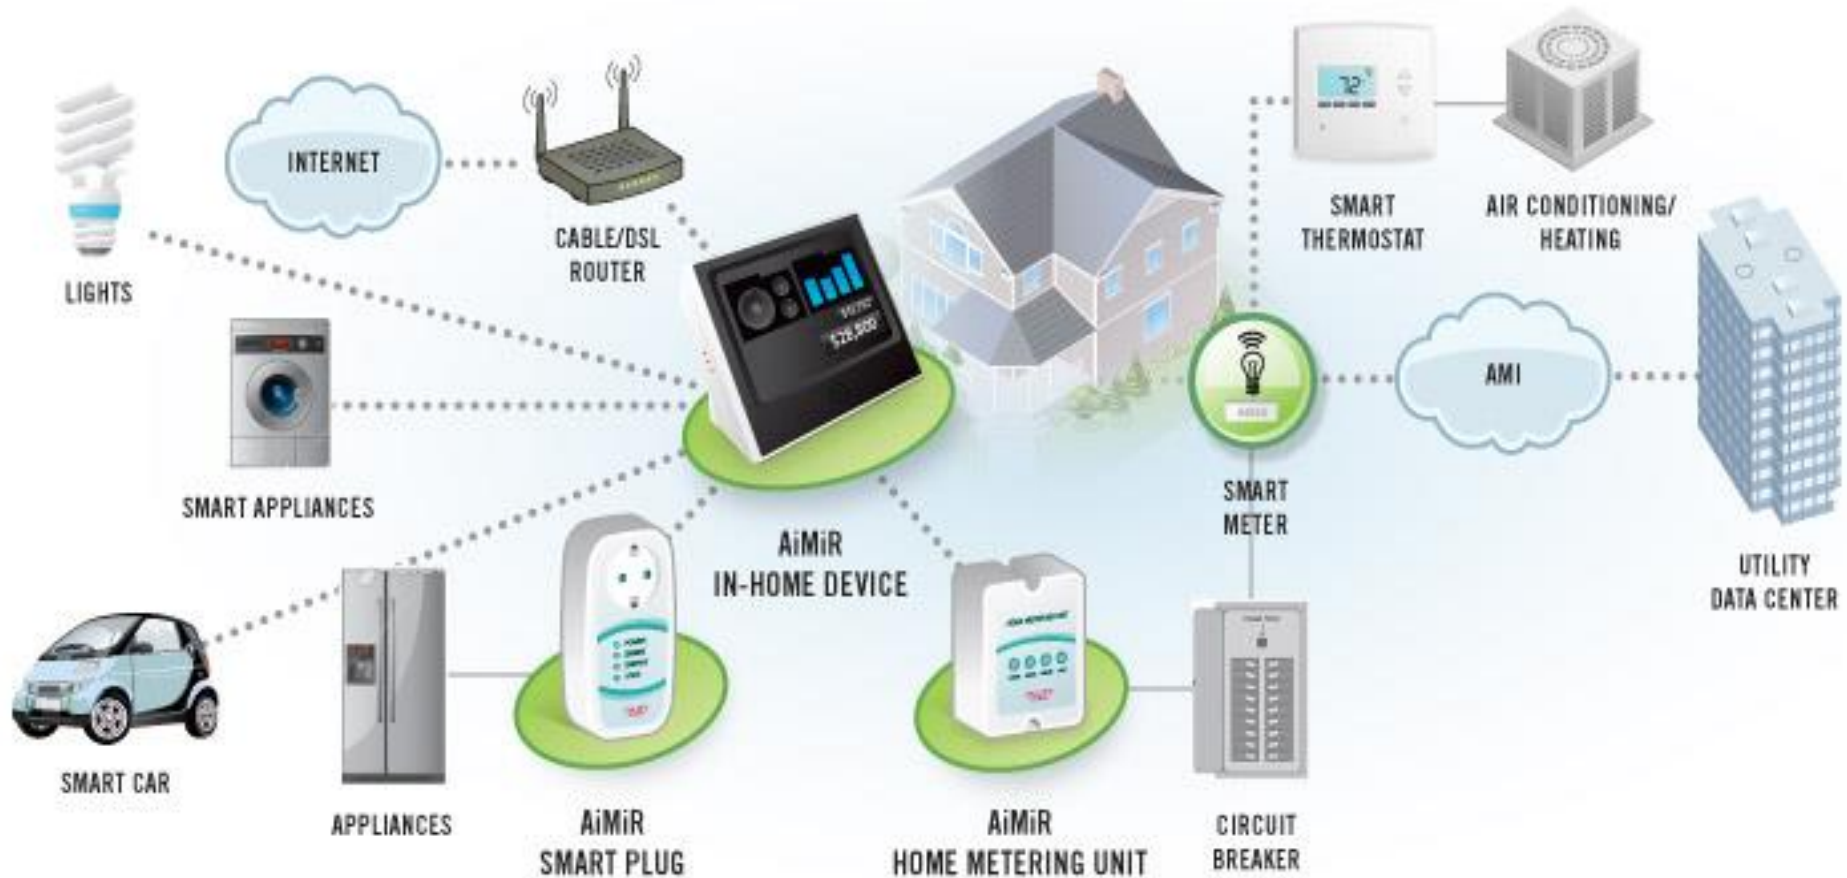 INTERNET
CABLE/DSL
ROUTER
LIGHTS
SMART APPLIANCES
SMART CAR
APPLIANCES
AiMiR
IN-HOME DEVICE
AiMiR
SMART PLUG
AiMiR
HOME METERING UNIT
CIRCUIT
BREAKER
SMART
METER
72
SMART
THERMOSTAT
AIR CONDITIONING/
HEATING
AMI
UTILITY
DATA CENTER